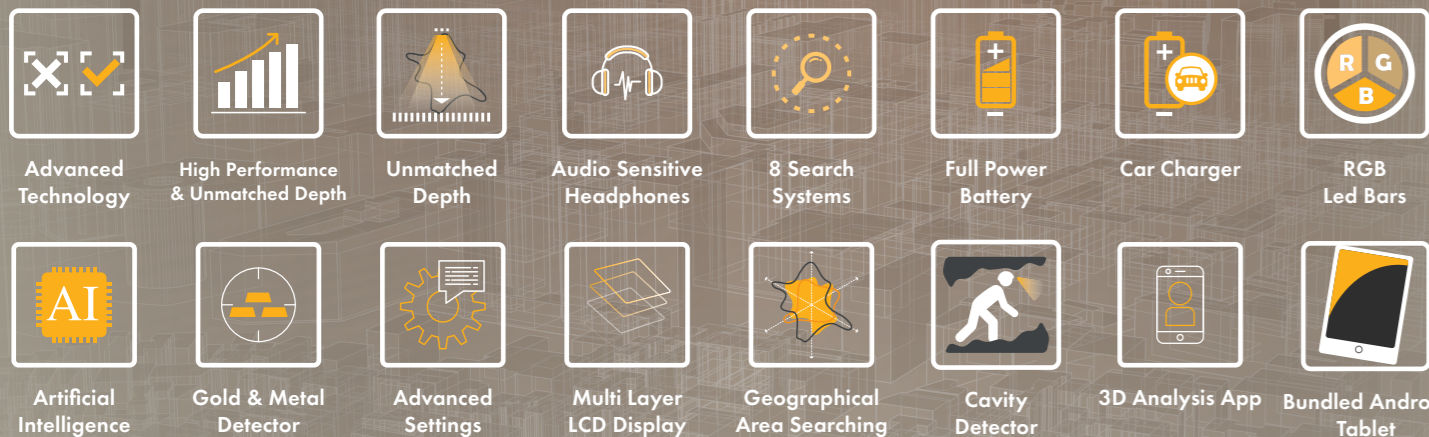 R G
B
Advanced
Technology
High Performance
& Unmatched Depth
Unmatched
Depth
Audio Sensitive
Headphones
8 Search
Systems
Full Power
Battery
Car Charger
RGB
Led Bars
AI
Artificial
Intelligence
Gold & Metal
Detector
Advanced
Settings
Multi Layer
LCD Display
Geographical
Area Searching
Cavity
Detector
3D Analysis App
Bundled Andro
Tablet